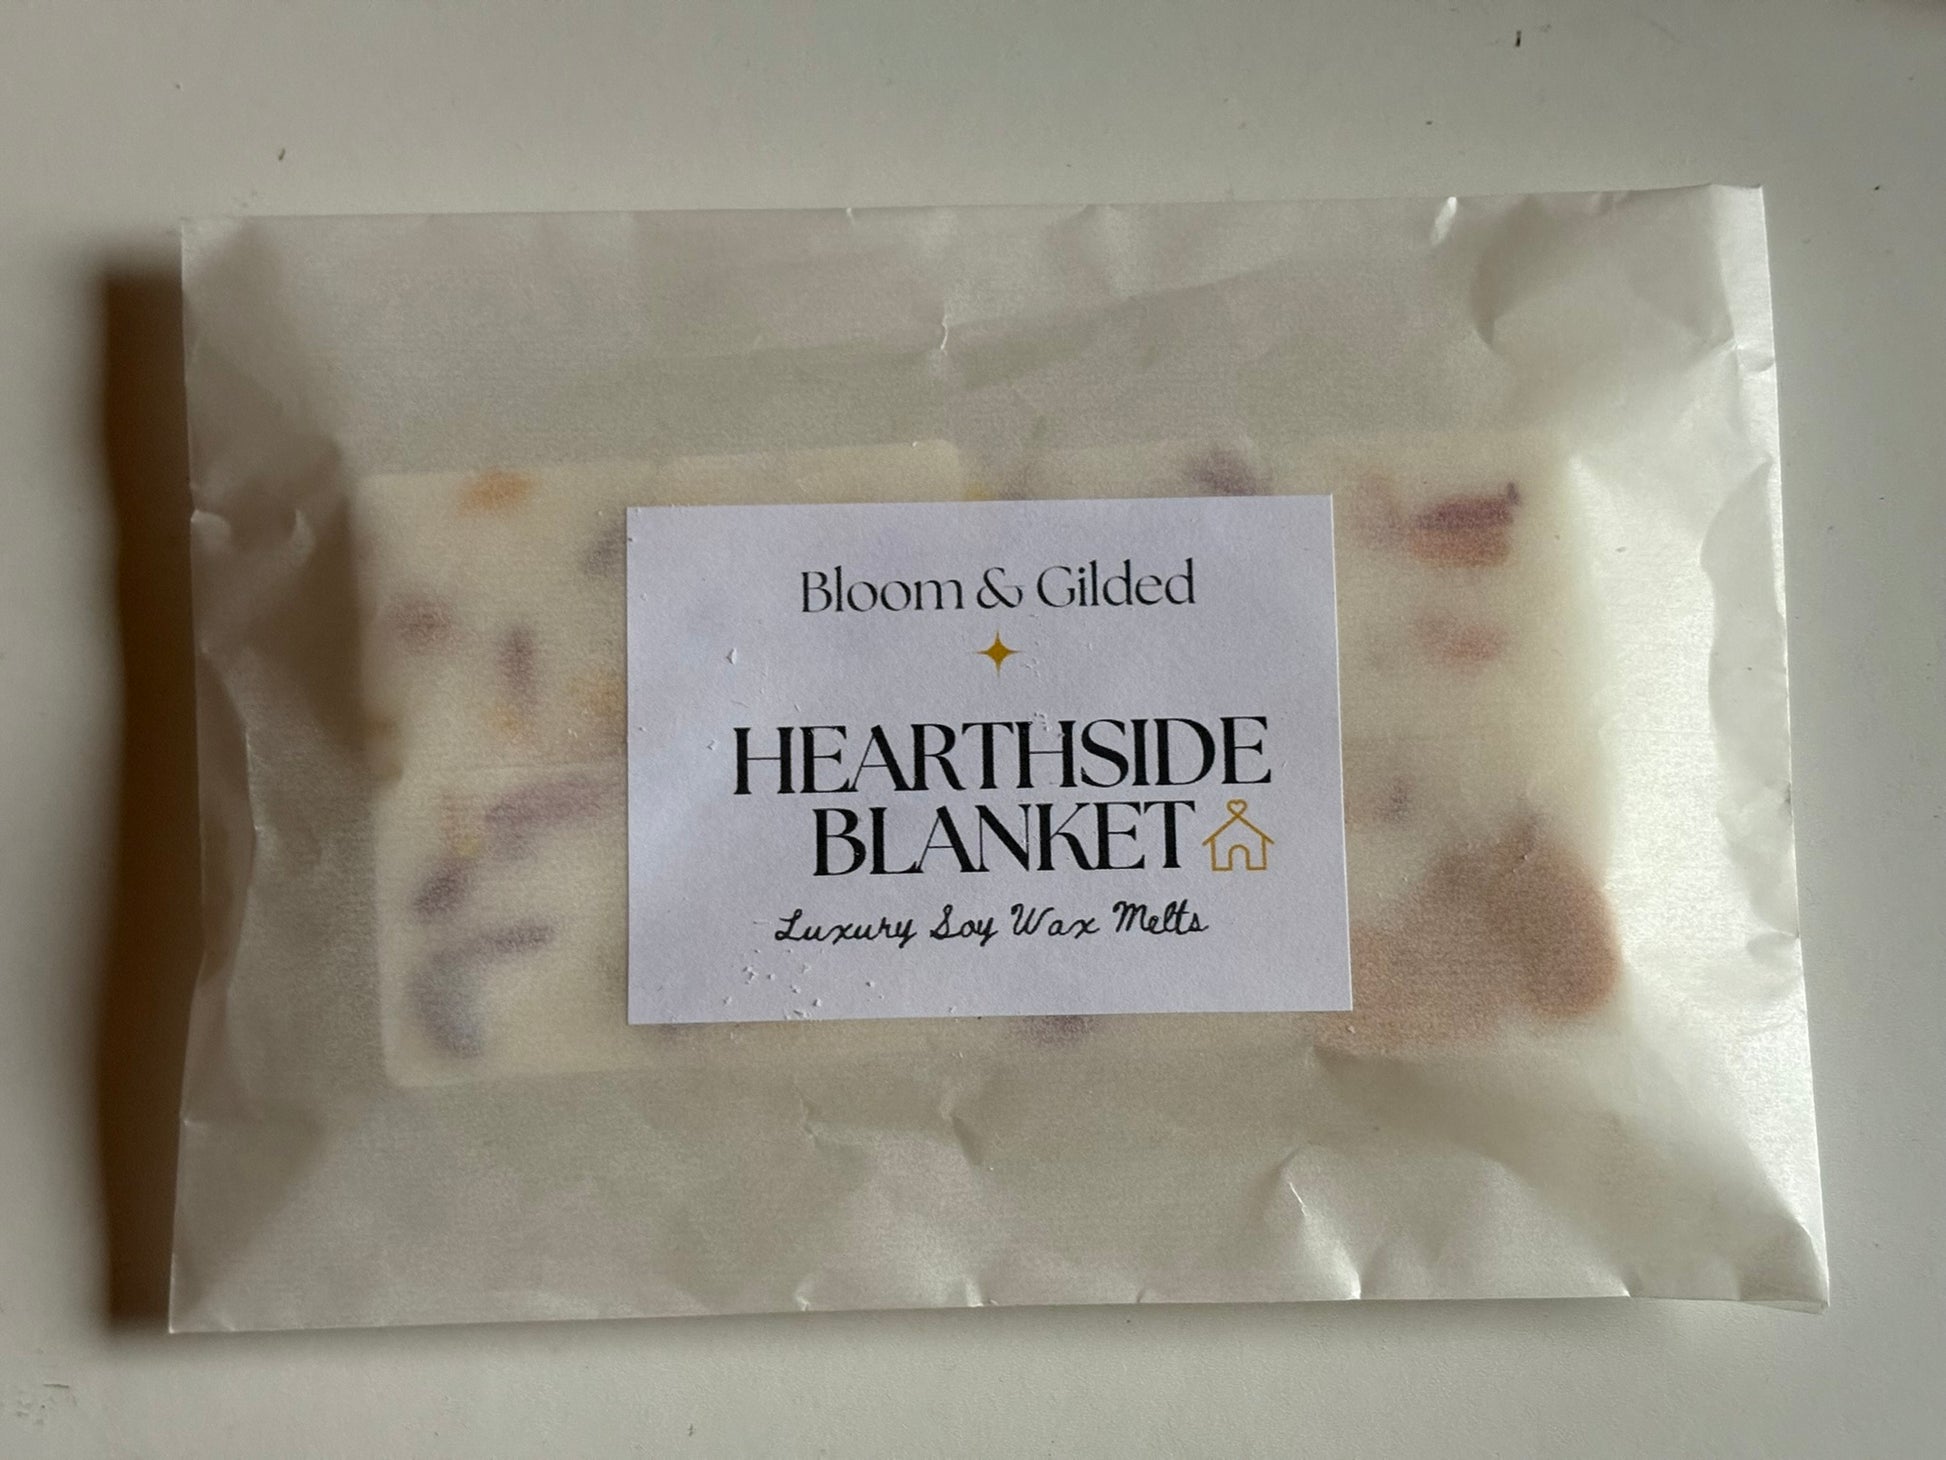 Bloom & Gilded
HEARTHSIDE
BLANKET
Luxury Soy Wax Melts